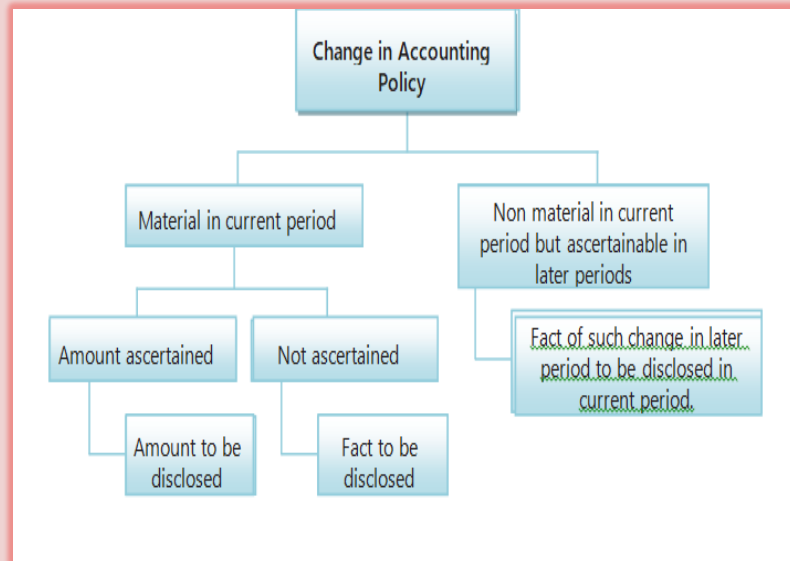 Change in Accounting
Policy
Material in current period
Non material in current
period but ascertainable in
later periods
Amount ascertained
Not ascertained
Fact of such change in later
period to be disclosed in
current period.
Amount to be
disclosed
Fact to be
disclosed